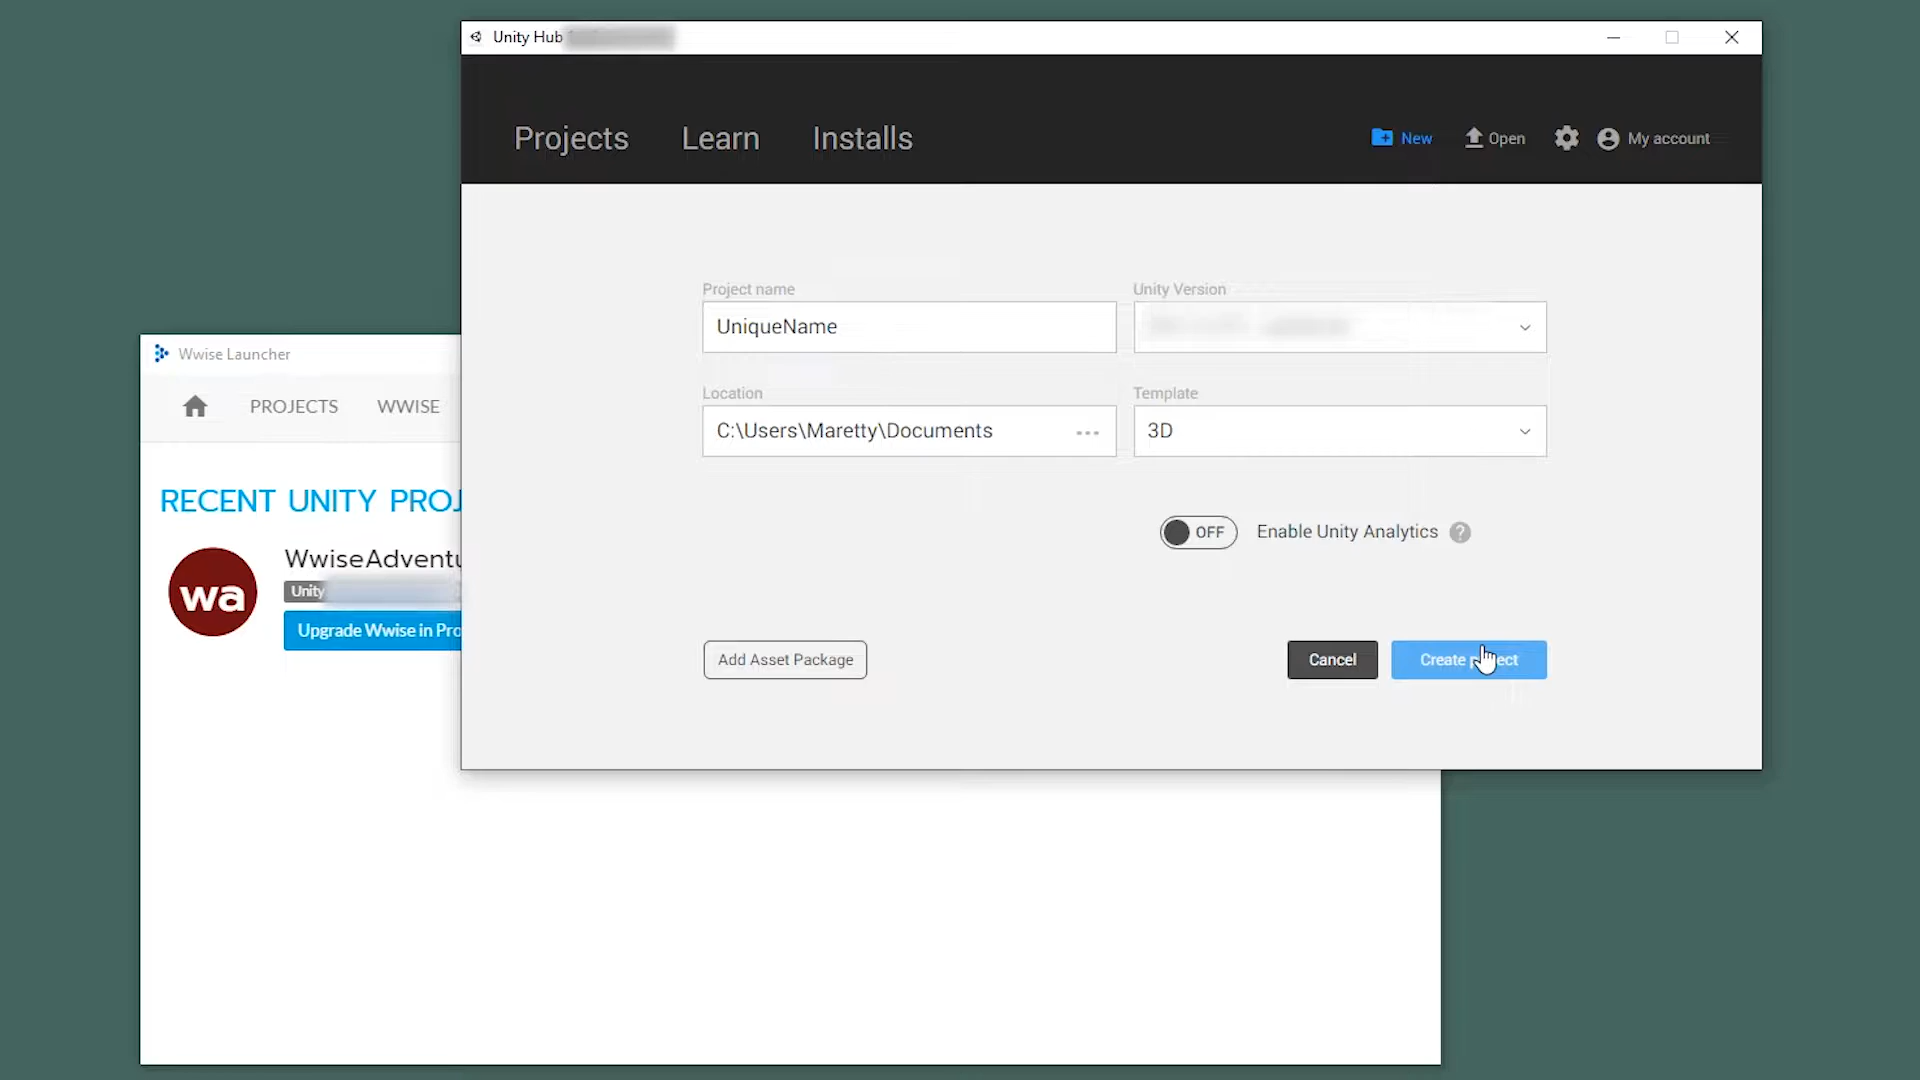 Unity Hub
Projects
Learn
Installs
New
Open
My account
Project name
UniqueName
Unity Version
Location
C:\Users\Maretty\Documents
Template
3D
OFF
Enable Unity Analytics
?
Add Asset Package
Cancel
Create
Wwise Launcher
PROJECTS
WWISE
RECENT UNITY PROJ
wa
WwiseAdventu
Unity
Upgrade Wwise in Pro